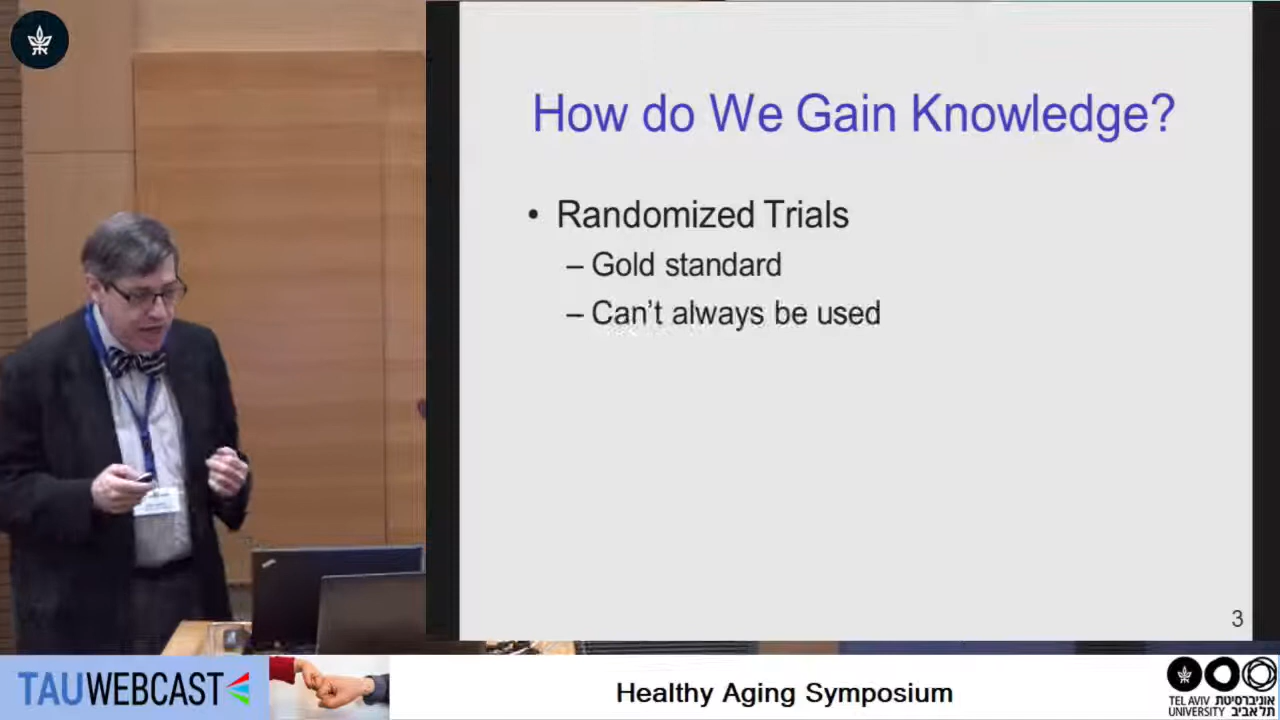 How do We Gain Knowledge?
• Randomized Trials
– Gold standard
– Can't always be used
3
TAUWEBCAST
Healthy Aging Symposium
TEL AVIV אוניברסיטת
UNIVERSITY תל אביב